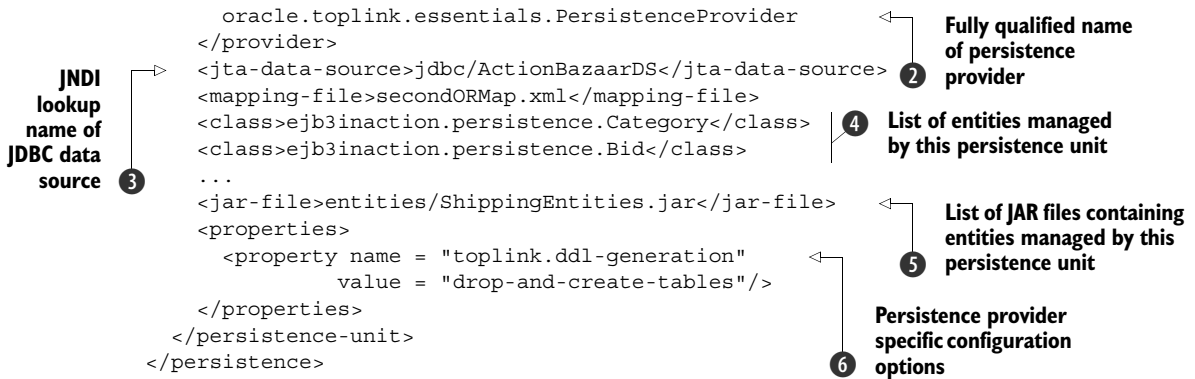 oracle.toplink.essentials.PersistenceProvider
</provider>
Fully qualified name
of persistence
provider
2
JNDI
lookup
name of
JDBC data
source
3
<jta-data-source>jdbc/ActionBazaarDS</jta-data-source>
<mapping-file>secondORMap.xml</mapping-file>
<class>ejb3inaction.persistence.Category</class>
<class>ejb3inaction.persistence.Bid</class>
4
List of entities managed
by this persistence unit
...
<jar-file>entities/ShippingEntities.jar</jar-file>
List of JAR files containing
entities managed by this
persistence unit
5
<properties>
<property name = "toplink.ddl-generation"
value = "drop-and-create-tables"/>
</properties>
</persistence-unit>
</persistence>
Persistence provider
specific configuration
options
6